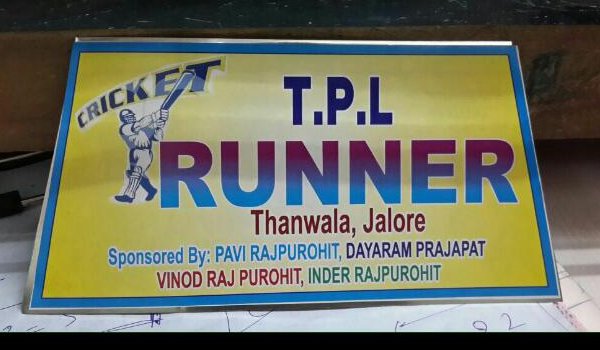 CRICKET
T.P.L
RUNNER
Thanwala, Jalore
Sponsored By: PAVI RAJPUROHIT, DAYARAM PRAJAPAT
VINOD RAJ PUROHIT, INDER RAJPUROHIT